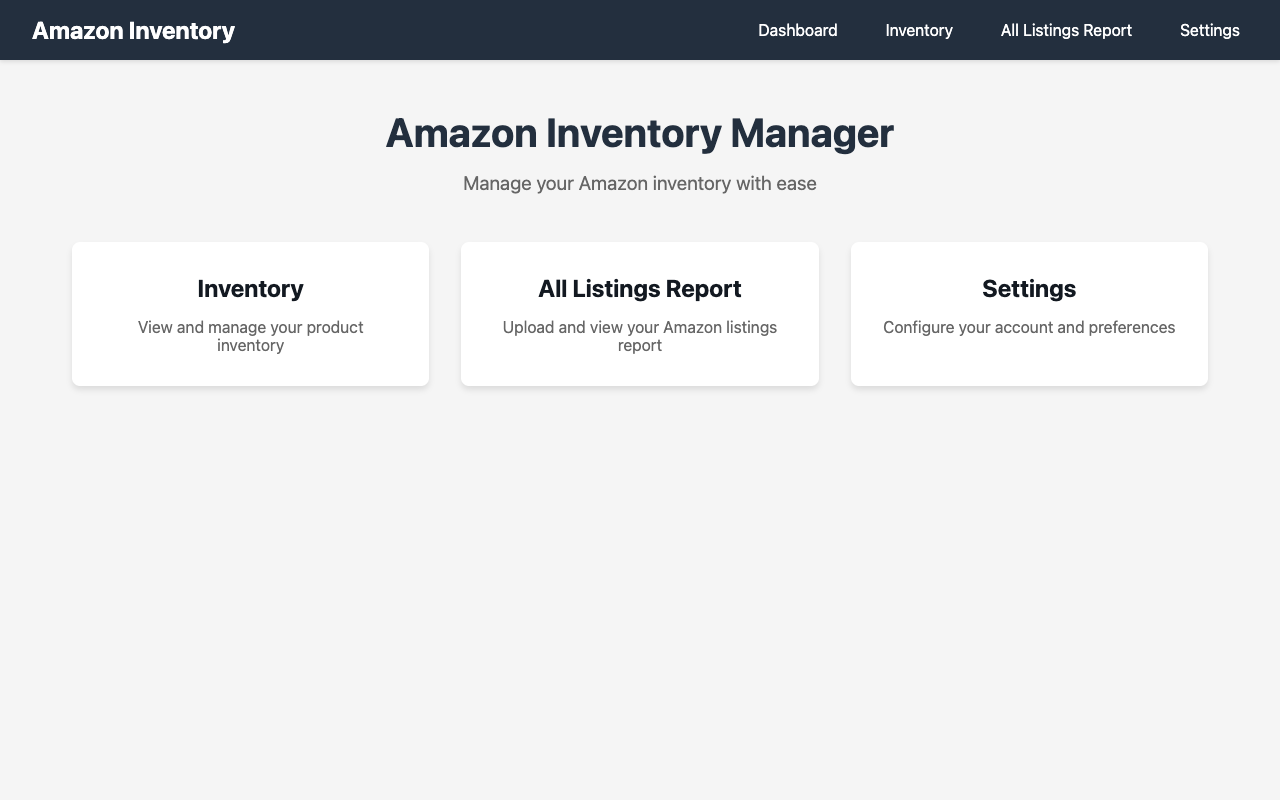 Amazon Inventory
Dashboard
Inventory
All Listings Report
Settings
Amazon Inventory Manager
Manage your Amazon inventory with ease
Inventory
View and manage your product
inventory
All Listings Report
Upload and view your Amazon listings
report
Settings
Configure your account and preferences